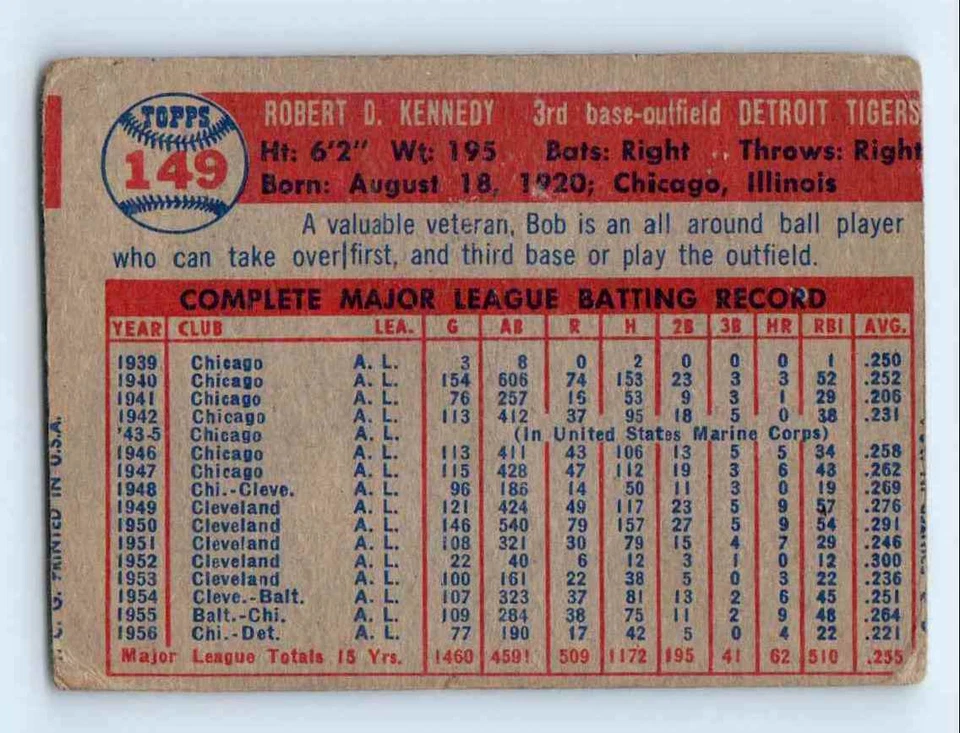 TOPPS
149
ROBERT D. KENNEDY 3rd base-outfield DETROIT TIGERS
Ht: 6'2" Wt: 195 Bats: Right Throws: Right
Born: August 18, 1920; Chicago, Illinois
A valuable veteran, Bob is an all around ball player
who can take over first, and third base or play the outfield.
COMPLETE MAJOR LEAGUE BATTING RECORD
YEAR CLUB LEA. G AB R H 2B 3B HR RBI AVG.
1939 Chicago A. L. 3 8 0 2 0 0 0 1 .250
1940 Chicago A. L. 154 606 74 153 23 3 3 52 .252
1941 Chicago A. L. 76 257 16 53 9 3 1 29 .206
1942 Chicago A. L. 113 412 37 95 18 5 0 38 .231
'43-5 Chicago (In United States Marine Corps)
1946 Chicago A. L. 113 411 43 106 13 5 5 34 .258
1947 Chicago A. L. 115 428 47 112 19 3 6 48 .262
1948 Chi.-Cleve. A. L. 96 186 14 50 11 3 0 19 .269
1949 Cleveland A. L. 121 424 49 117 23 5 9 57 .276
1950 Cleveland A. L. 146 540 79 157 27 5 9 54 .291
1951 Cleveland A. L. 108 321 30 79 15 4 7 29 .246
1952 Cleveland A. L. 22 40 6 12 3 1 0 12 .300
1953 Cleveland A. L. 100 161 22 38 5 0 3 22 .236
1954 Cleve.-Balt. A. L. 107 323 37 81 13 2 6 45 .251
1955 Balt.-Chi. A. L. 109 284 38 75 11 2 9 48 .264
1956 Chi.-Det. A. L. 77 190 17 42 5 0 4 22 .221
Major League Totals 15 Yrs. 1460 4591 509 1172 195 41 62 510 .255
IN U.S.A.